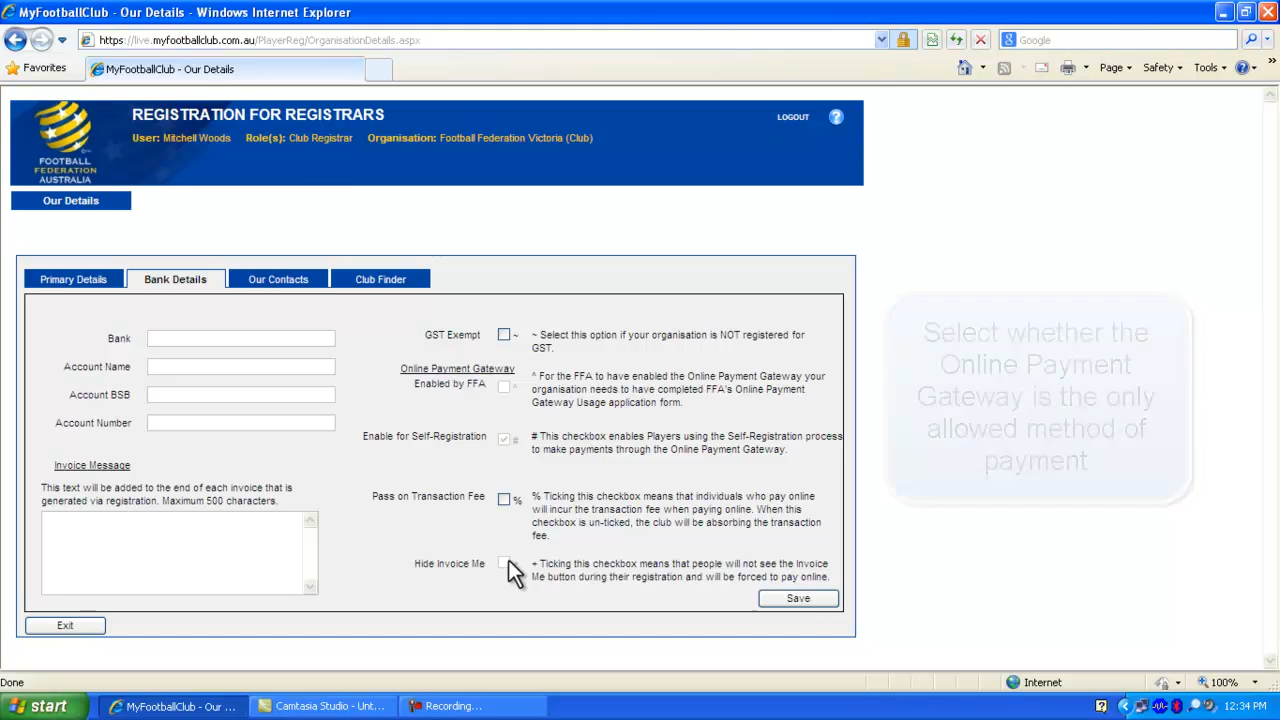 MyFootballClub - Our Details - Windows Internet Explorer
https://live.myfootballclub.com.au/PlayerReg/OrganisationDetails.aspx
Google
Favorites
MyFootballClub - Our Details
Page
Safety
Tools
REGISTRATION FOR REGISTRARS
LOGOUT
User: Mitchell Woods Role(s): Club Registrar Organisation: Football Federation Victoria (Club)
FOOTBALL
FEDERATION
AUSTRALIA
Our Details
Primary Details
Bank Details
Our Contacts
Club Finder
Bank
Account Name
Account BSB
Account Number
Invoice Message
This text will be added to the end of each invoice that is
generated via registration. Maximum 500 characters.
GST Exempt
~
~ Select this option if your organisation is NOT registered for
GST.
Online Payment Gateway
Enabled by FFA
^
^ For the FFA to have enabled the Online Payment Gateway your
organisation needs to have completed FFA's Online Payment
Gateway Usage application form.
Enable for Self-Registration
#
# This checkbox enables Players using the Self-Registration process
to make payments through the Online Payment Gateway.
Pass on Transaction Fee
%
% Ticking this checkbox means that individuals who pay online
will incur the transaction fee when paying online. When this
checkbox is un-ticked, the club will be absorbing the transaction
fee.
Hide Invoice Me
+ Ticking this checkbox means that people will not see the Invoice
Me button during their registration and will be forced to pay online.
Save
Exit
Select whether the
Online Payment
Gateway is the only
allowed method of
payment
Done
Internet
100%
start
MyFootballClub - Our ...
Camtasia Studio - Unt...
Recording...
12:34 PM